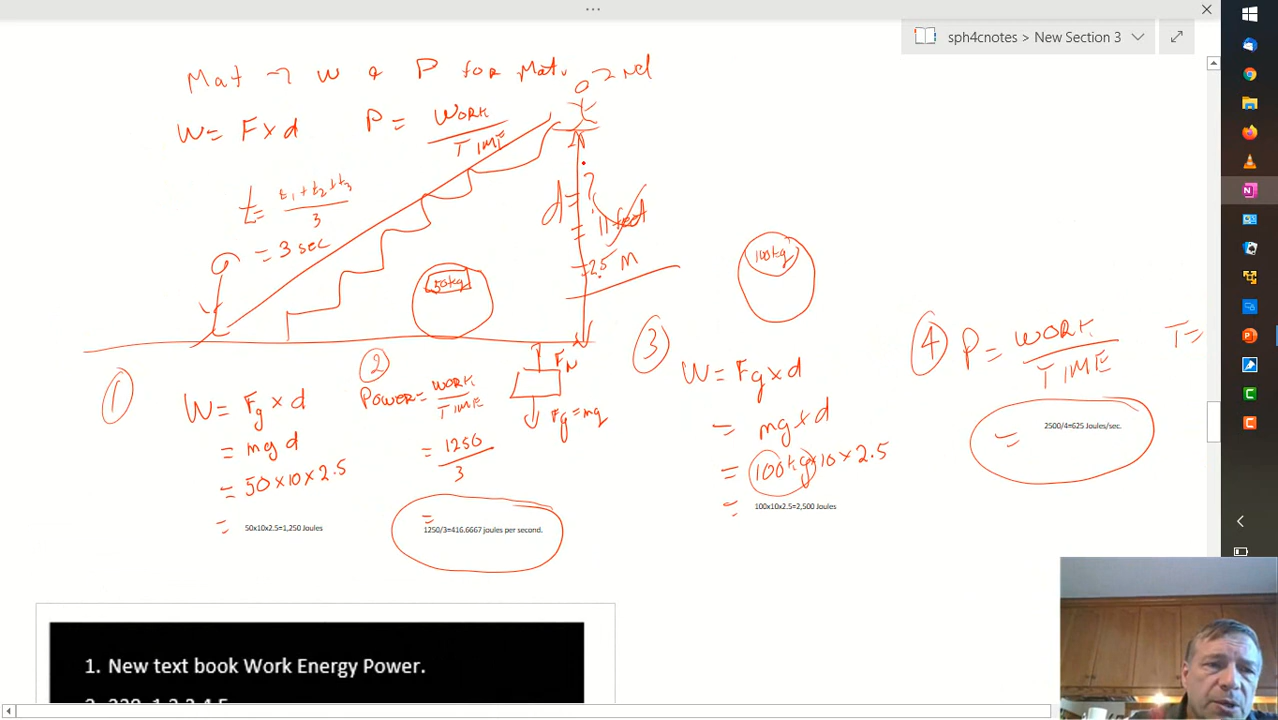 sph4cnotes > New Section 3
Mat → W & P for Mat. 2nd
W = F x d
P = WORK / TIME
t = t1 + t2 + t3 / 3
= 3 sec
d = ?
11 feet
2.5 M
50kg
100kg
1
W = Fg x d
= mg d
= 50 x 10 x 2.5
= 50x10x2.5=1,250 Joules
2
POWER = WORK / TIME
= 1250 / 3
= 1250/3=416.6667 joules per second.
FN
Fg = mg
3
W = Fg x d
= mg x d
= 100kg x 10 x 2.5
= 100x10x2.5=2,500 Joules
4
P = WORK / TIME
T =
= 2500/4=625 Joules/sec.
1. New text book Work Energy Power.